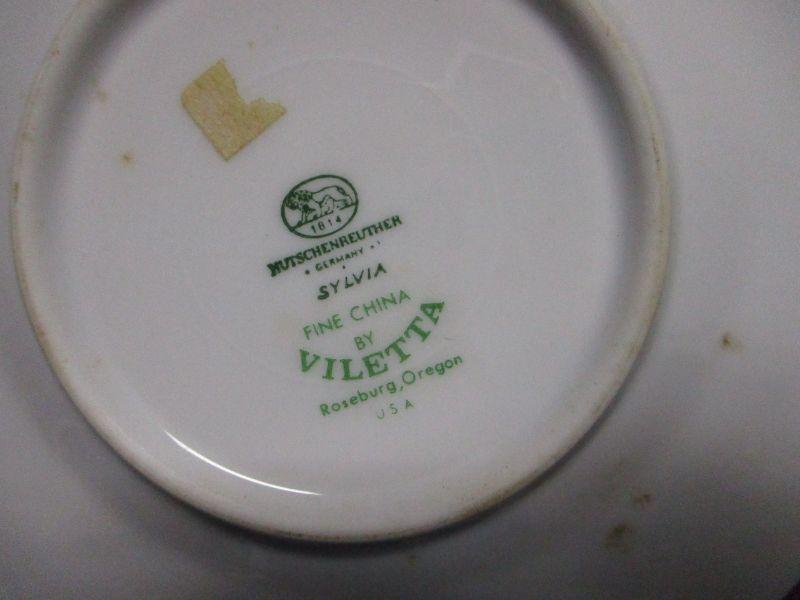 1814
HUTSCHENREUTHER
GERMANY
SYLVIA
FINE CHINA
BY
VILETTA
Roseburg, Oregon
USA